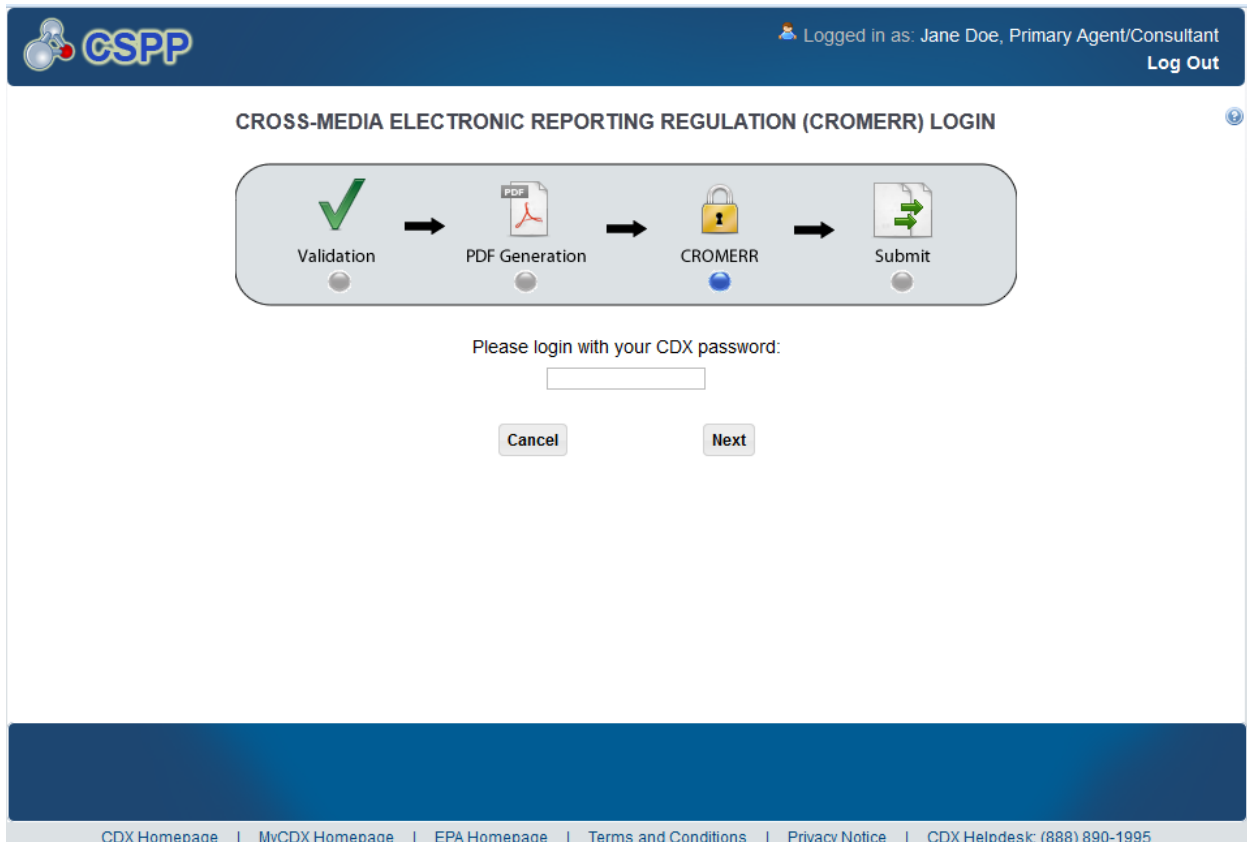 CSPP
Logged in as: Jane Doe, Primary Agent/Consultant
Log Out
CROSS-MEDIA ELECTRONIC REPORTING REGULATION (CROMERR) LOGIN
?
PDF
Validation PDF Generation CROMERR Submit
Please login with your CDX password:
Cancel Next
CDX Homepage | MyCDX Homepage | EPA Homepage | Terms and Conditions | Privacy Notice | CDX Helpdesk: (888) 890-1995